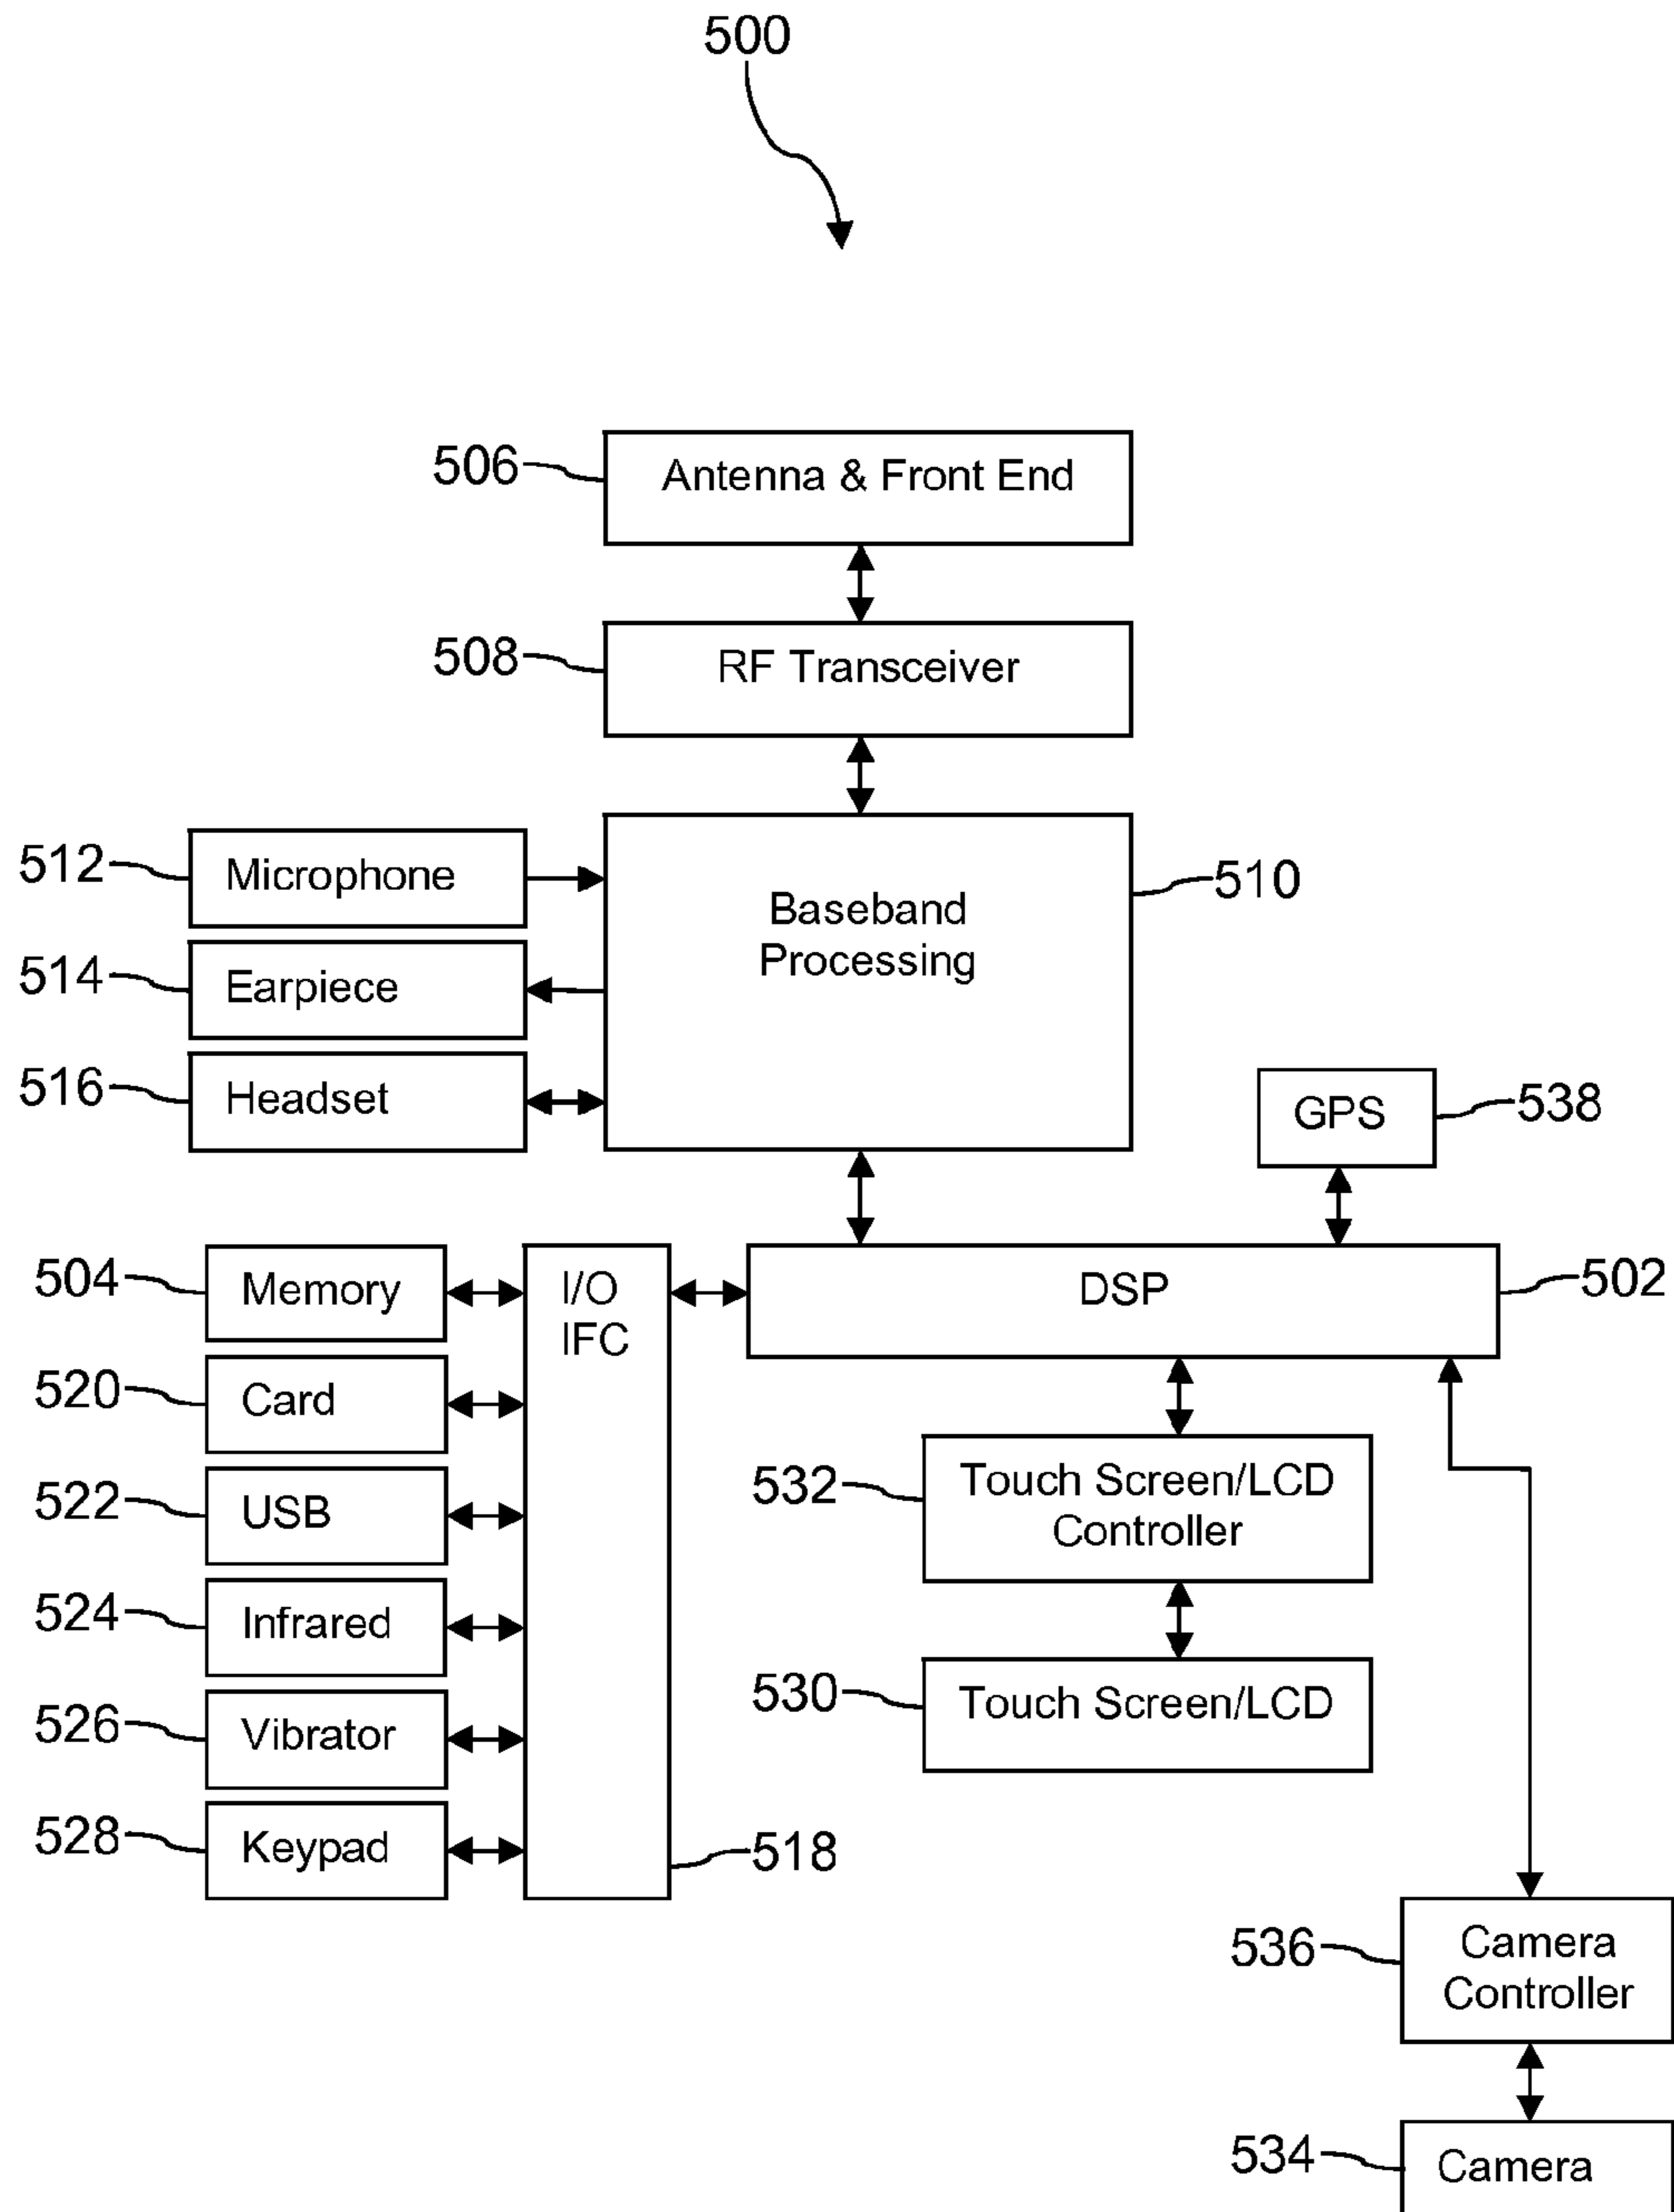 500
506
Antenna & Front End
508
RF Transceiver
512
Microphone
Baseband
Processing
510
514
Earpiece
516
Headset
GPS
538
504
Memory
I/O
IFC
DSP
502
520
Card
522
USB
532
Touch Screen/LCD
Controller
524
Infrared
530
Touch Screen/LCD
526
Vibrator
528
Keypad
518
536
Camera
Controller
534
Camera